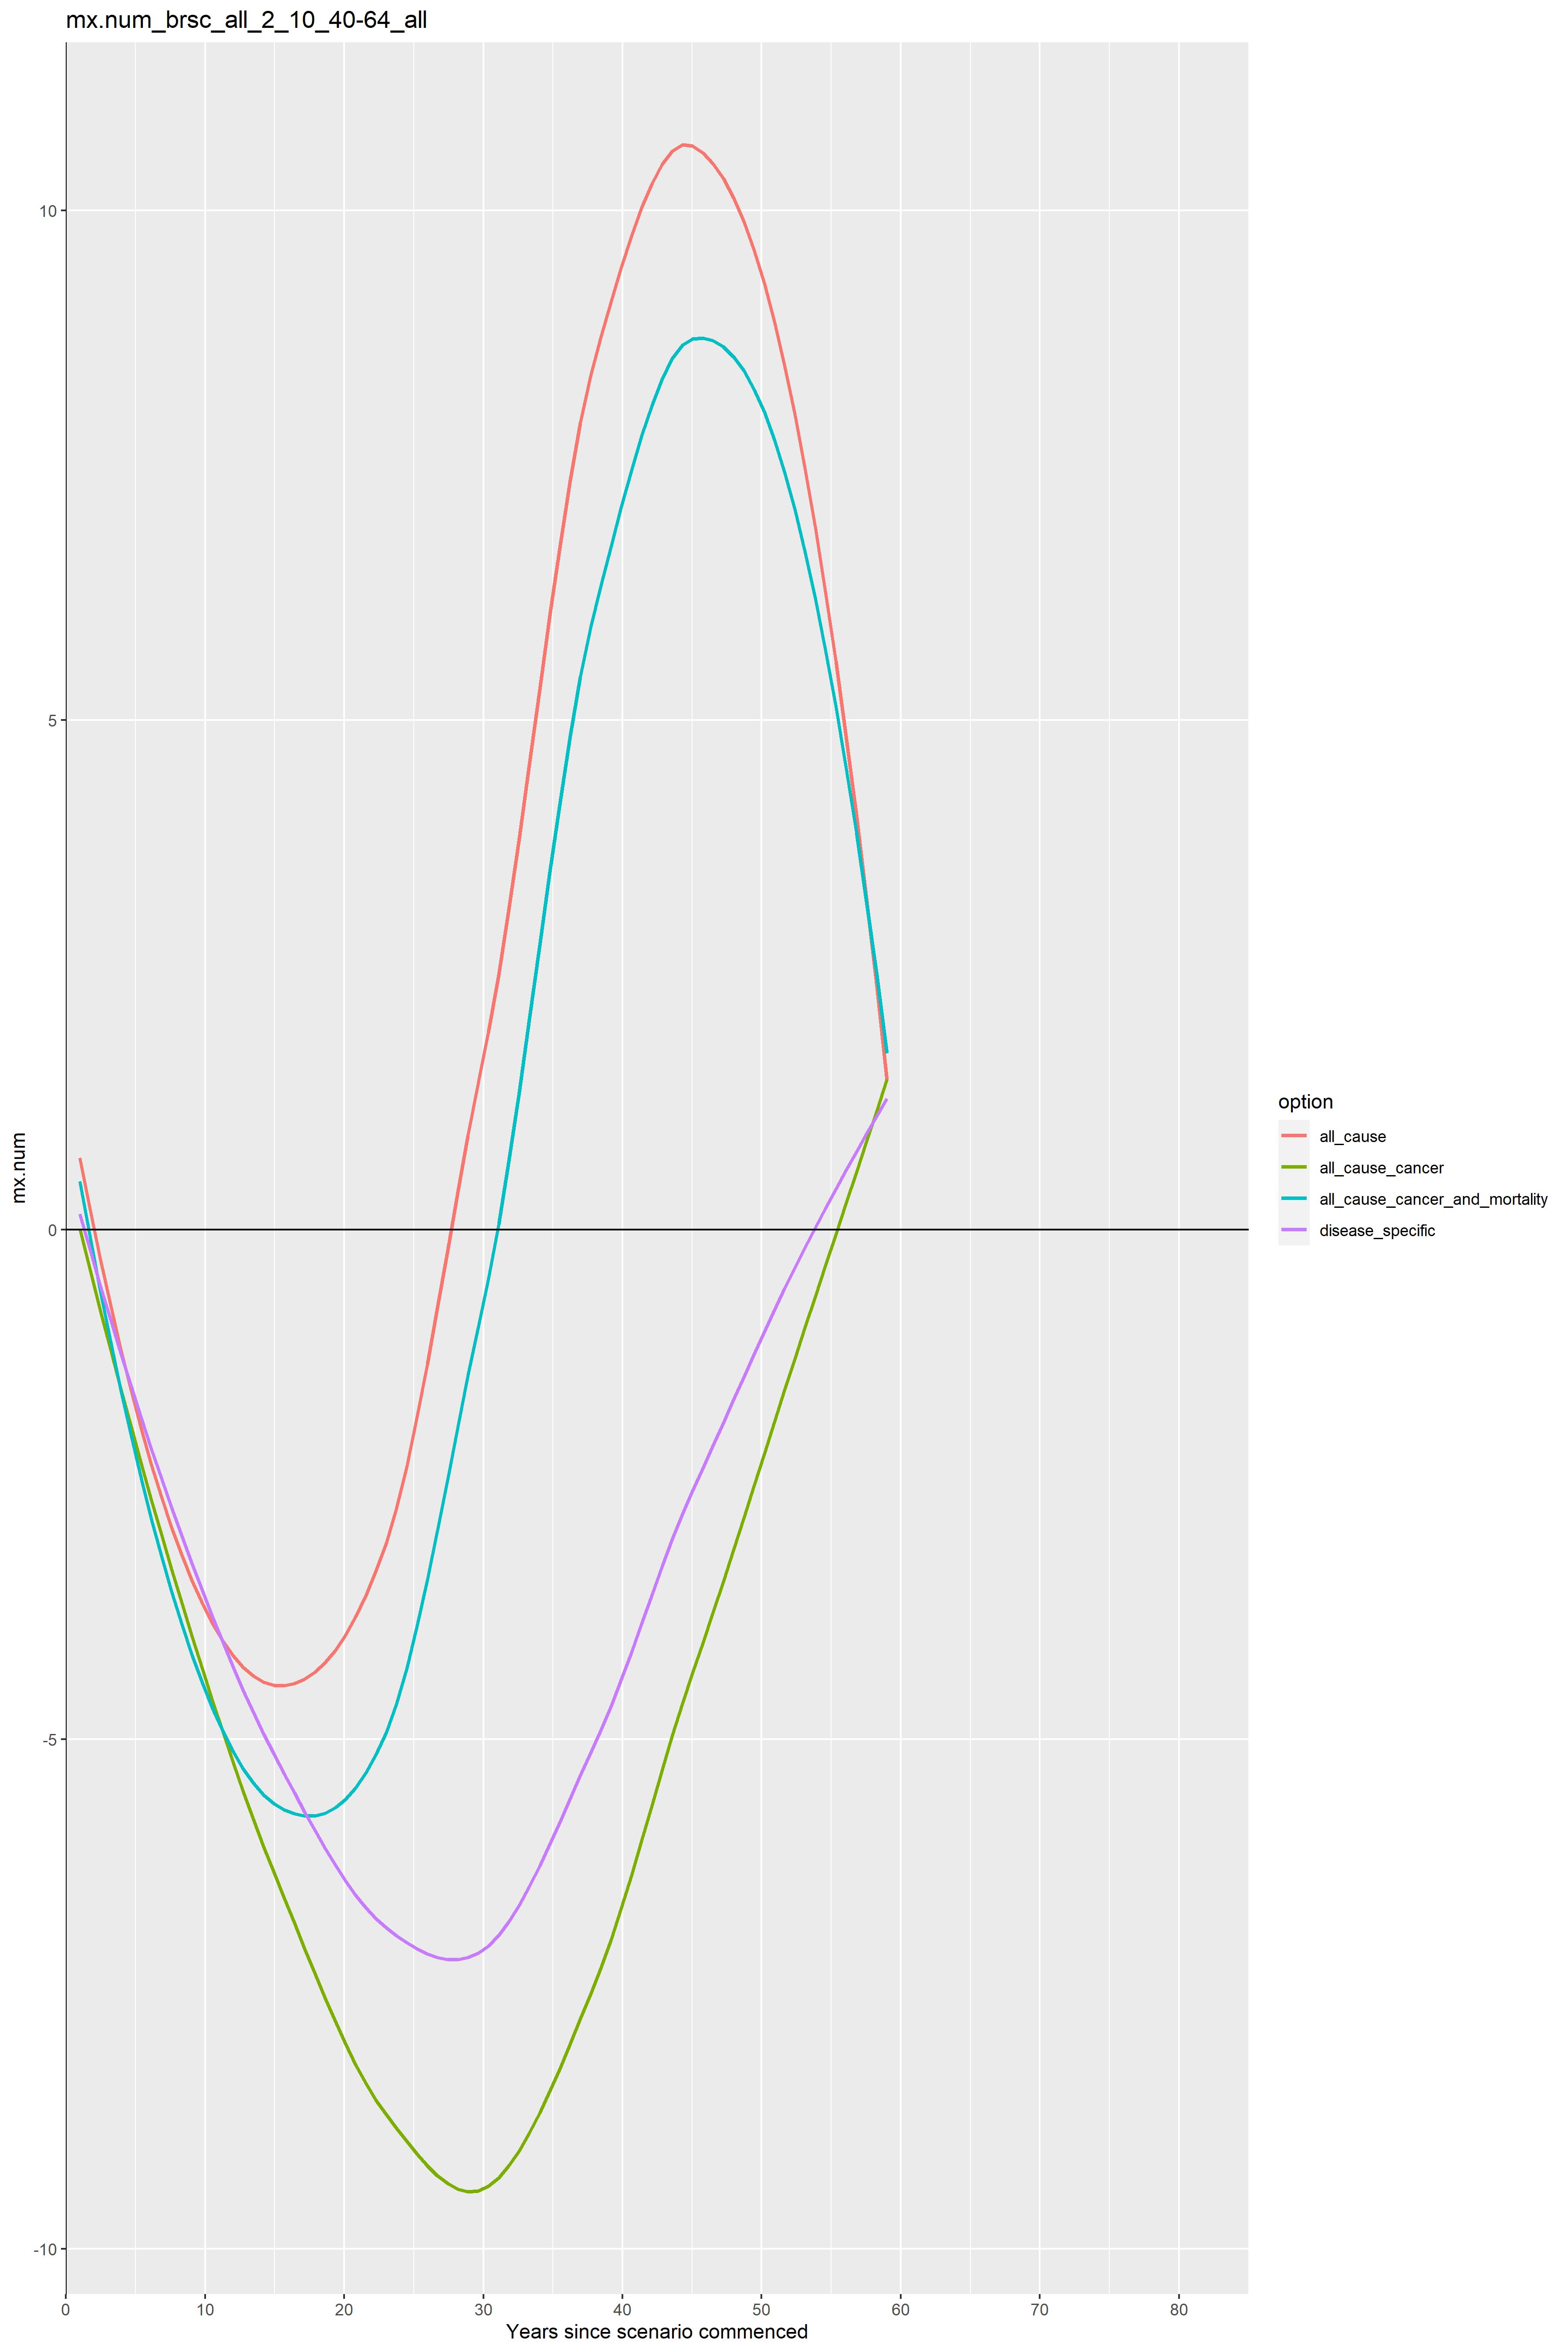 mx.num_brsc_all_2_10_40-64_all
10
5
0
-5
-10
mx.num
0 10 20 30 40 50 60 70 80
Years since scenario commenced
option
all_cause
all_cause_cancer
all_cause_cancer_and_mortality
disease_specific